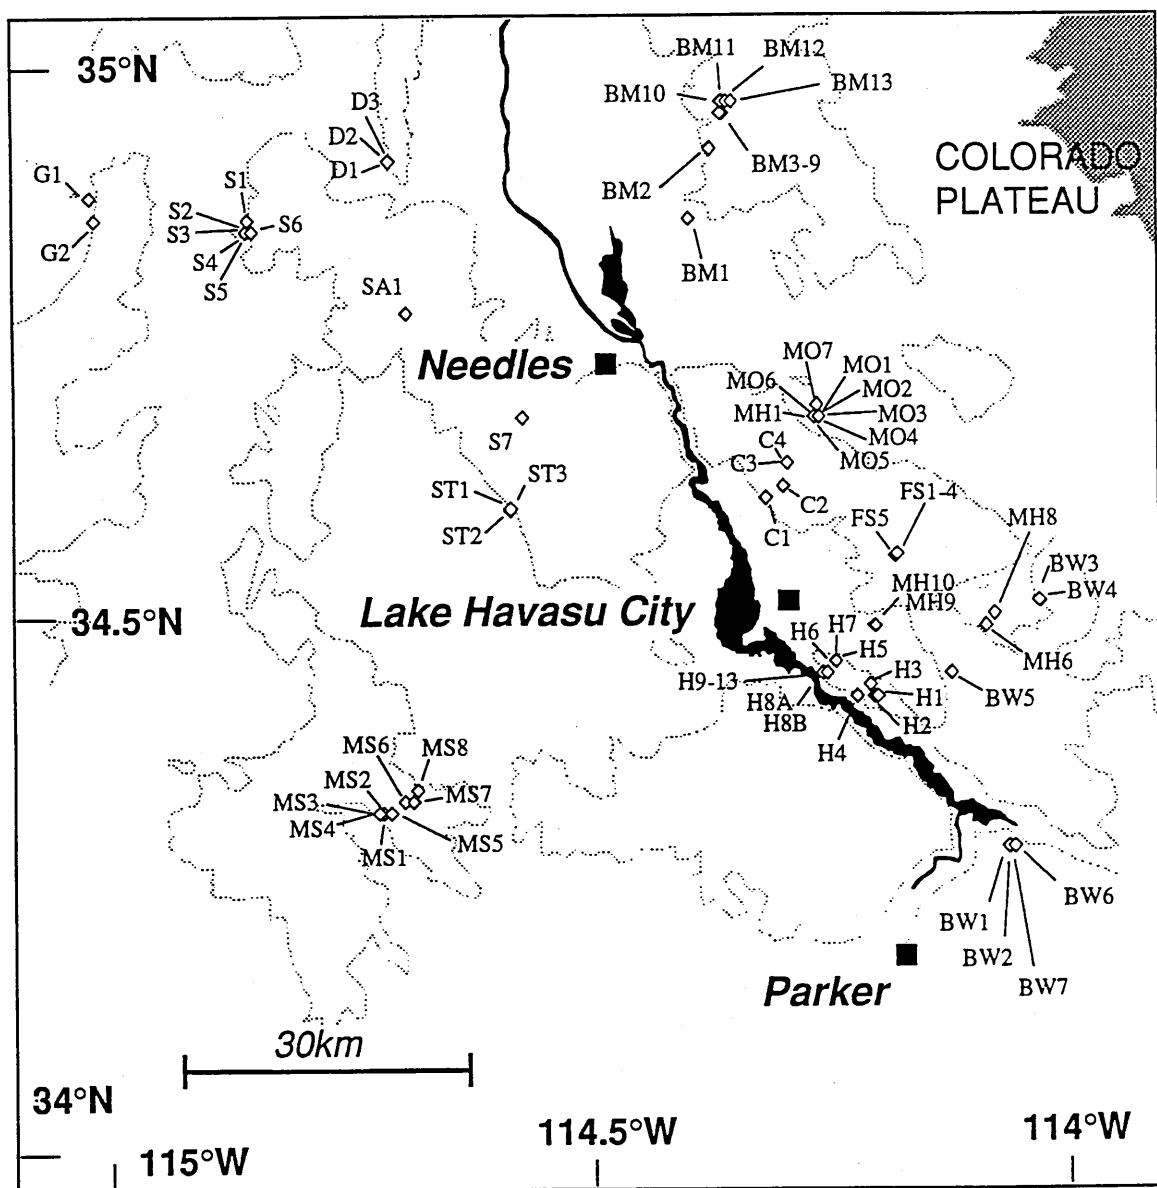 35°N
BM11
BM12
BM10
BM13
D3
D2
D1
COLORADO
PLATEAU
BM3-9
BM2
G1
S1
S2
S3
S6
G2
S4
S5
BM1
SA1
Needles
MO7
MO1
MO6
MO2
MH1
MO3
MO4
MO5
S7
C4
C3
ST3
ST1
ST2
C2
C1
FS1-4
FS5
MH8
BW3
BW4
MH10
MH9
Lake Havasu City
34.5°N
H7
H6
H5
MH6
H9-13
H3
BW5
H8A
H1
H8B
H2
H4
MS6
MS8
MS2
MS7
MS3
MS4
MS5
MS1
BW6
BW1
BW2
BW7
Parker
30km
34°N
114.5°W
114°W
115°W